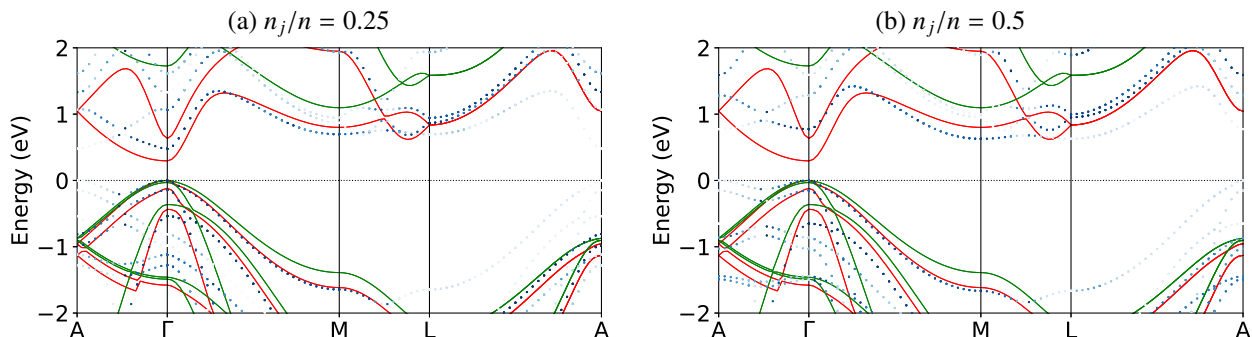 (a) n_j/n = 0.25
Energy (eV)
2
1
0
−1
−2
A Γ M L A
(b) n_j/n = 0.5
Energy (eV)
2
1
0
−1
−2
A Γ M L A